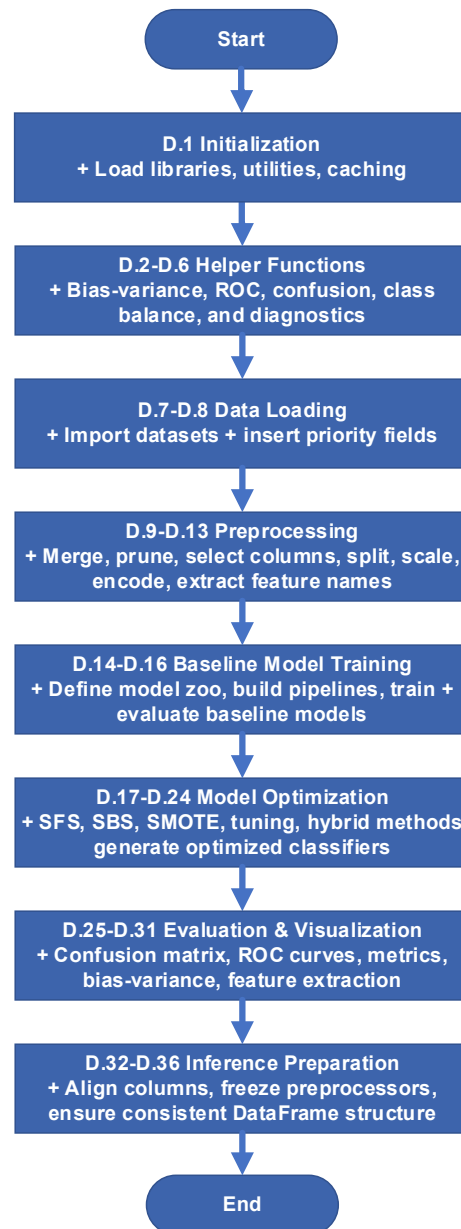 Start
D.1 Initialization
+ Load libraries, utilities, caching
D.2-D.6 Helper Functions
+ Bias-variance, ROC, confusion, class
balance, and diagnostics
D.7-D.8 Data Loading
+ Import datasets + insert priority fields
D.9-D.13 Preprocessing
+ Merge, prune, select columns, split, scale,
encode, extract feature names
D.14-D.16 Baseline Model Training
+ Define model zoo, build pipelines, train +
evaluate baseline models
D.17-D.24 Model Optimization
+ SFS, SBS, SMOTE, tuning, hybrid methods
generate optimized classifiers
D.25-D.31 Evaluation & Visualization
+ Confusion matrix, ROC curves, metrics,
bias-variance, feature extraction
D.32-D.36 Inference Preparation
+ Align columns, freeze preprocessors,
ensure consistent DataFrame structure
End